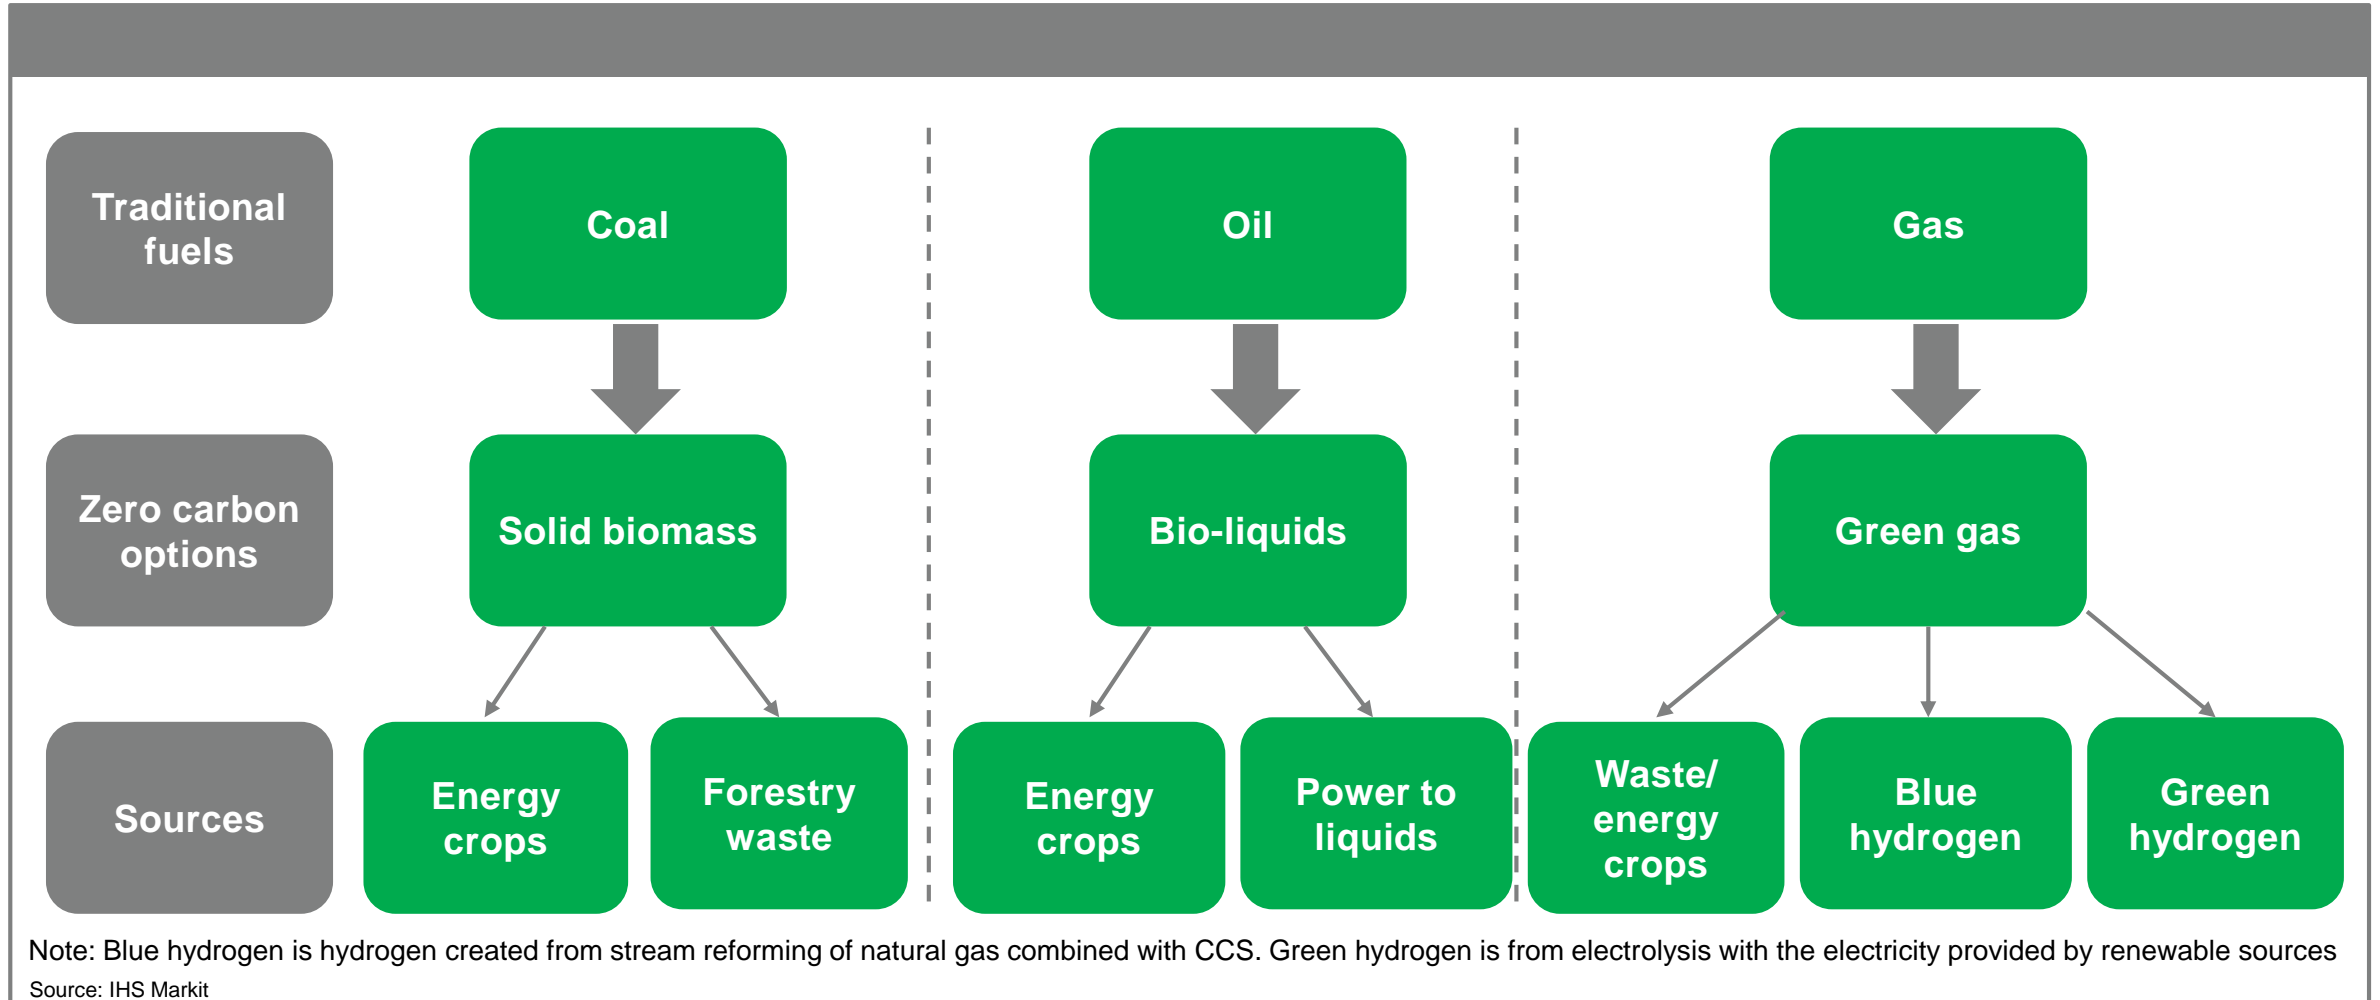 Traditional
fuels
Coal
Oil
Gas
Zero carbon
options
Solid biomass
Bio-liquids
Green gas
Sources
Energy
crops
Forestry
waste
Energy
crops
Power to
liquids
Waste/
energy
crops
Blue
hydrogen
Green
hydrogen
Note: Blue hydrogen is hydrogen created from stream reforming of natural gas combined with CCS. Green hydrogen is from electrolysis with the electricity provided by renewable sources
Source: IHS Markit